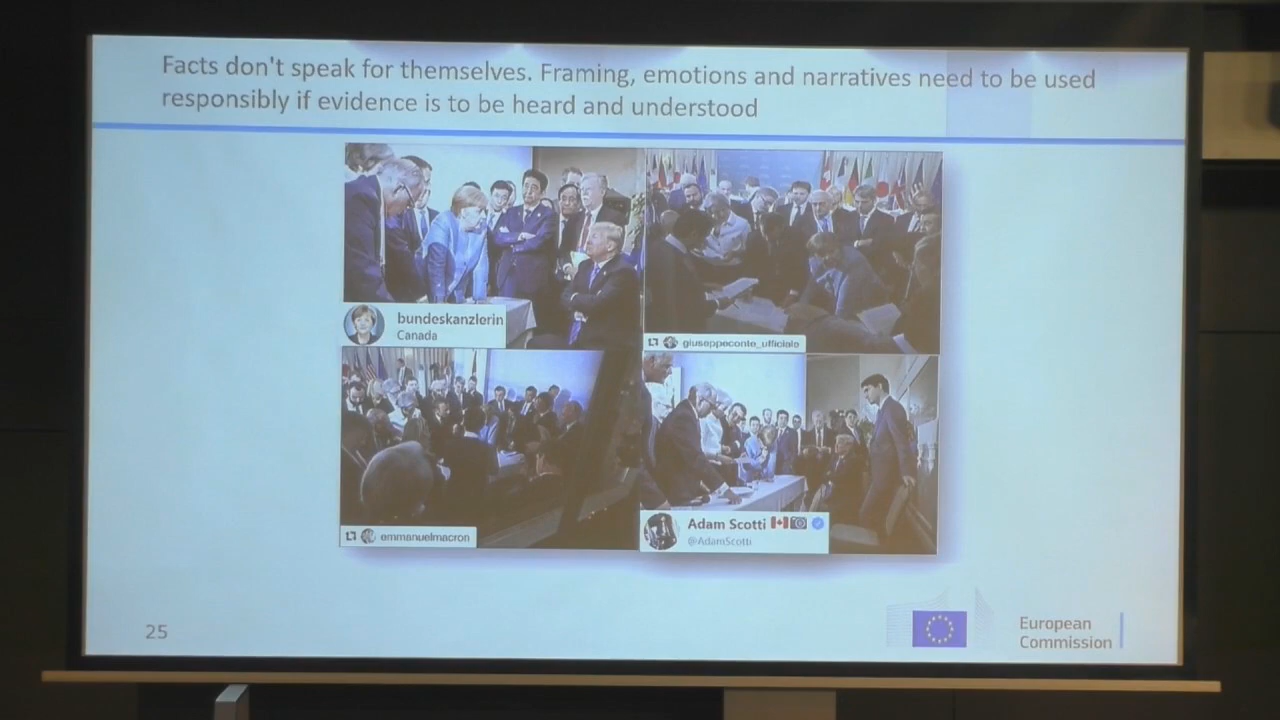 Facts don't speak for themselves. Framing, emotions and narratives need to be used
responsibly if evidence is to be heard and understood
bundeskanzlerin
Canada
giuseppeconte_ufficiale
emmanuelmacron
Adam Scotti
@AdamScotti
25
European
Commission